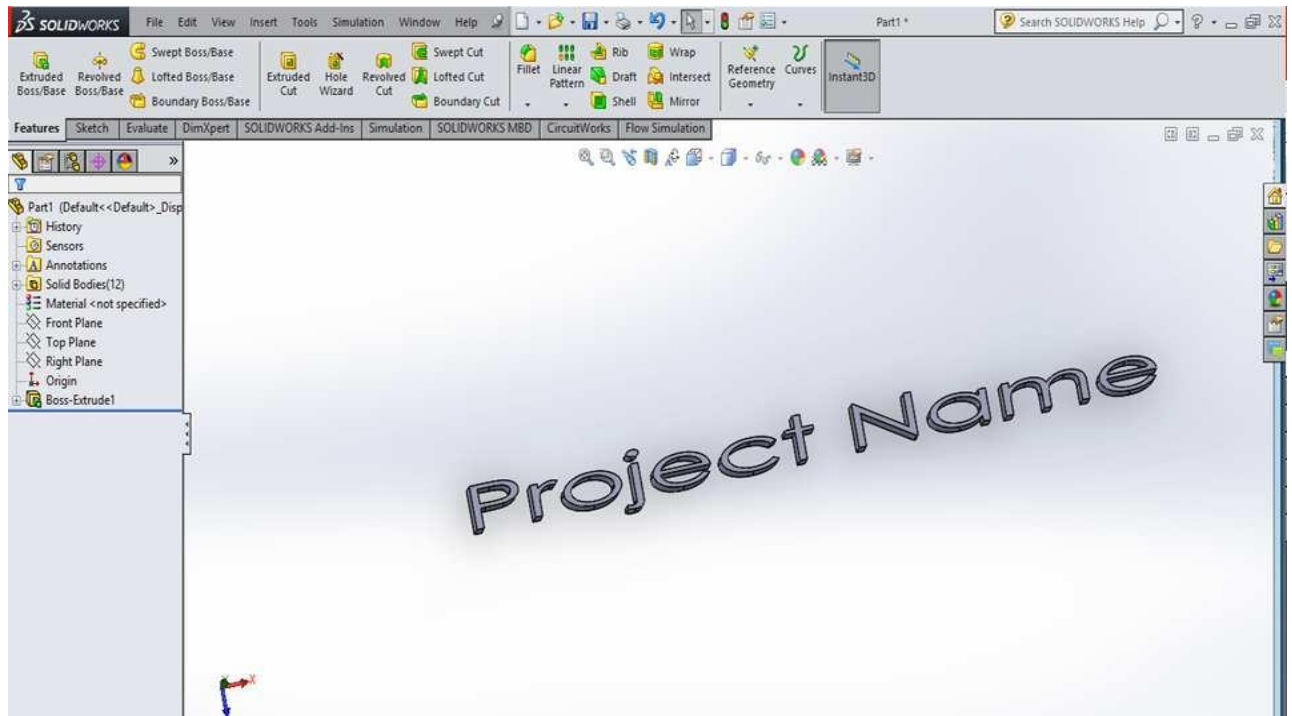 SOLIDWORKS File Edit View Insert Tools Simulation Window Help Part1 * Search SOLIDWORKS Help
Extruded Boss/Base
Revolved Boss/Base
Swept Boss/Base
Lofted Boss/Base
Boundary Boss/Base
Extruded Cut
Hole Wizard
Revolved Cut
Swept Cut
Lofted Cut
Boundary Cut
Fillet
Linear Pattern
Rib
Draft
Shell
Wrap
Intersect
Mirror
Reference Geometry
Curves
Instant3D
Features Sketch Evaluate DimXpert SOLIDWORKS Add-Ins Simulation SOLIDWORKS MBD CircuitWorks Flow Simulation
Part1 (Default<<Default>_Disp
History
Sensors
Annotations
Solid Bodies(12)
Material <not specified>
Front Plane
Top Plane
Right Plane
Origin
Boss-Extrude1
Project Name
X